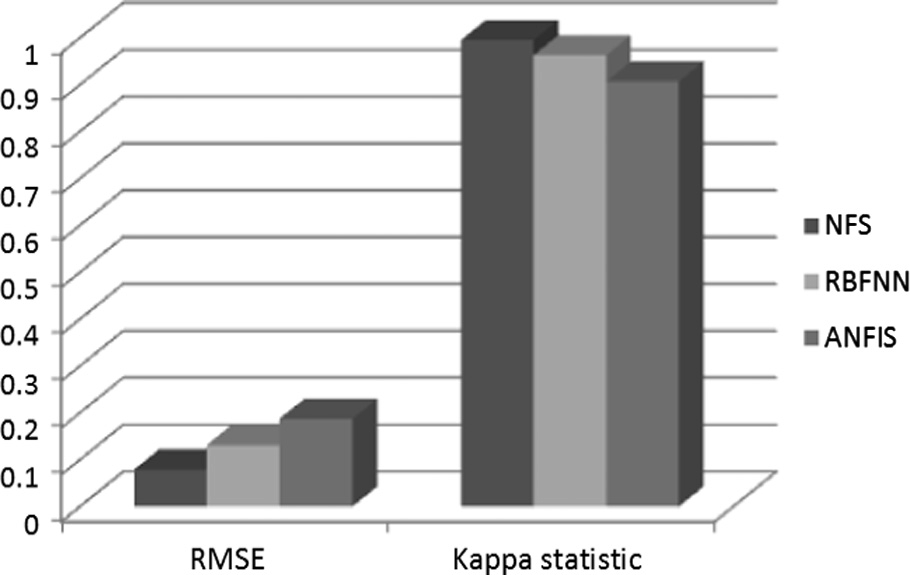 1
0.9
0.8
0.7
0.6
0.5
0.4
0.3
0.2
0.1
0
RMSE
Kappa statistic
NFS
RBFNN
ANFIS